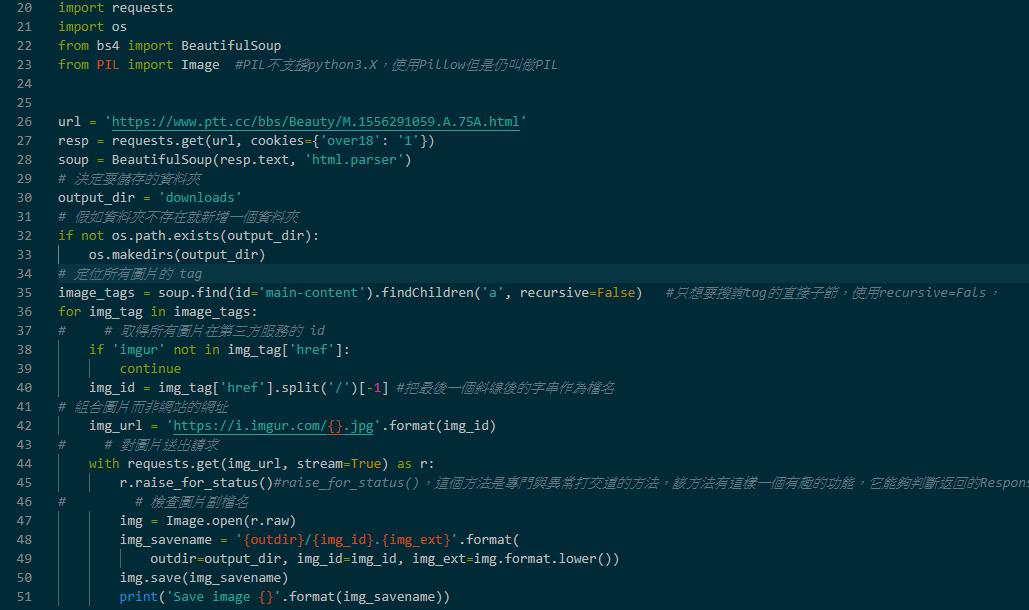 20 import requests
21 import os
22 from bs4 import BeautifulSoup
23 from PIL import Image  #PIL不支援python3.X，使用Pillow但是仍叫做PIL
24
25
26 url = 'https://www.ptt.cc/bbs/Beauty/M.1556291059.A.75A.html'
27 resp = requests.get(url, cookies={'over18': '1'})
28 soup = BeautifulSoup(resp.text, 'html.parser')
29 # 決定要儲存的資料夾
30 output_dir = 'downloads'
31 # 假如資料夾不存在就新增一個資料夾
32 if not os.path.exists(output_dir):
33     os.makedirs(output_dir)
34 # 定位所有圖片的 tag
35 image_tags = soup.find(id='main-content').findChildren('a', recursive=False)   #只想要搜詢tag的直接子節，使用recursive=Fals，
36 for img_tag in image_tags:
37 #     # 取得所有圖片在第三方服務的 id
38     if 'imgur' not in img_tag['href']:
39         continue
40     img_id = img_tag['href'].split('/')[-1] #把最後一個斜線後的字串作為檔名
41 # 組合圖片而非網站的網址
42     img_url = 'https://i.imgur.com/{}.jpg'.format(img_id)
43 #     # 對圖片送出請求
44     with requests.get(img_url, stream=True) as r:
45         r.raise_for_status()#raise_for_status()，這個方法是專門與異常打交道的方法，該方法有這樣一個有趣的功能，它能夠判斷返回的Respons
46 #         # 檢查圖片副檔名
47         img = Image.open(r.raw)
48         img_savename = '{outdir}/{img_id}.{img_ext}'.format(
49             outdir=output_dir, img_id=img_id, img_ext=img.format.lower())
50         img.save(img_savename)
51         print('Save image {}'.format(img_savename))